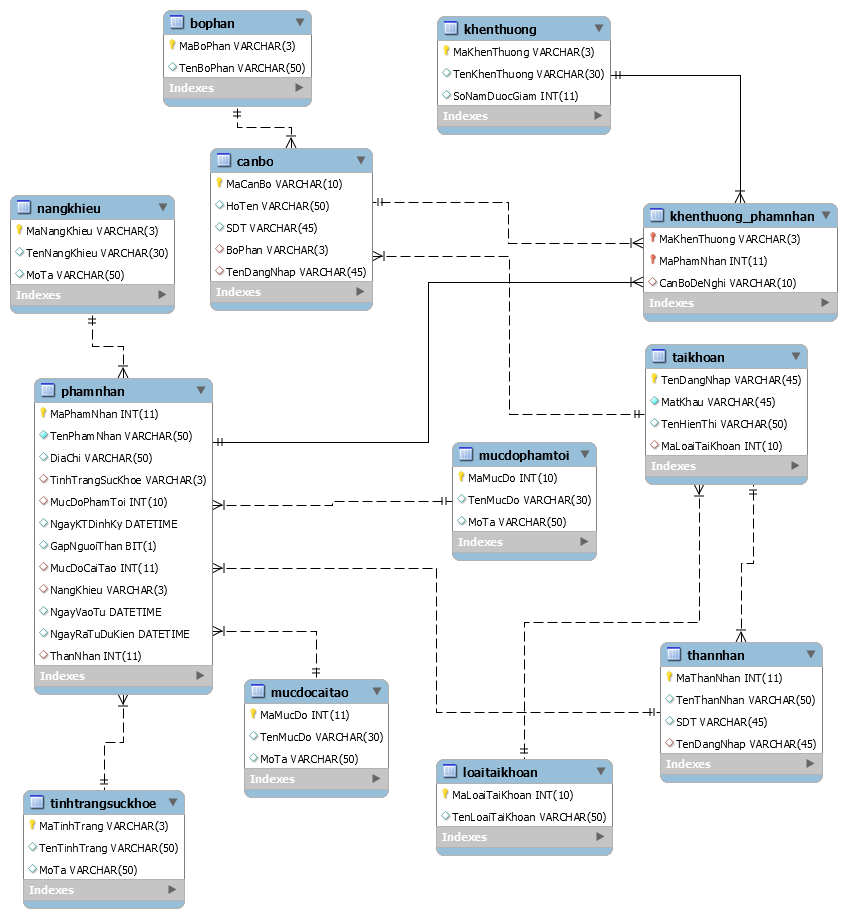 bophan
MaBoPhan VARCHAR(3)
TenBoPhan VARCHAR(50)
Indexes
khenthuong
MaKhenThuong VARCHAR(3)
TenKhenThuong VARCHAR(30)
SoNamDuocGiam INT(11)
Indexes
canbo
MaCanBo VARCHAR(10)
HoTen VARCHAR(50)
SDT VARCHAR(45)
BoPhan VARCHAR(3)
TenDangNhap VARCHAR(45)
Indexes
nangkhieu
MaNangKhieu VARCHAR(3)
TenNangKhieu VARCHAR(30)
MoTa VARCHAR(50)
Indexes
khenthuong_phamnhan
MaKhenThuong VARCHAR(3)
MaPhamNhan INT(11)
CanBoDeNghi VARCHAR(10)
Indexes
taikhoan
TenDangNhap VARCHAR(45)
MatKhau VARCHAR(45)
TenHienThi VARCHAR(50)
MaLoaiTaiKhoan INT(10)
Indexes
phamnhan
MaPhamNhan INT(11)
TenPhamNhan VARCHAR(50)
DiaChi VARCHAR(50)
TinhTrangSucKhoe VARCHAR(3)
MucDoPhamToi INT(10)
NgayKTDinhKy DATETIME
GapNguoiThan BIT(1)
MucDoCaiTao INT(11)
NangKhieu VARCHAR(3)
NgayVaoTu DATETIME
NgayRaTuDuKien DATETIME
ThanNhan INT(11)
Indexes
mucdophamtoi
MaMucDo INT(10)
TenMucDo VARCHAR(30)
MoTa VARCHAR(50)
Indexes
thannhan
MaThanNhan INT(11)
TenThanNhan VARCHAR(50)
SDT VARCHAR(45)
TenDangNhap VARCHAR(45)
Indexes
mucdocaitao
MaMucDo INT(11)
TenMucDo VARCHAR(30)
MoTa VARCHAR(50)
Indexes
loaitaikhoan
MaLoaiTaiKhoan INT(10)
TenLoaiTaiKhoan VARCHAR(50)
Indexes
tinhtrangsuckhoe
MaTinhTrang VARCHAR(3)
TenTinhTrang VARCHAR(50)
MoTa VARCHAR(50)
Indexes